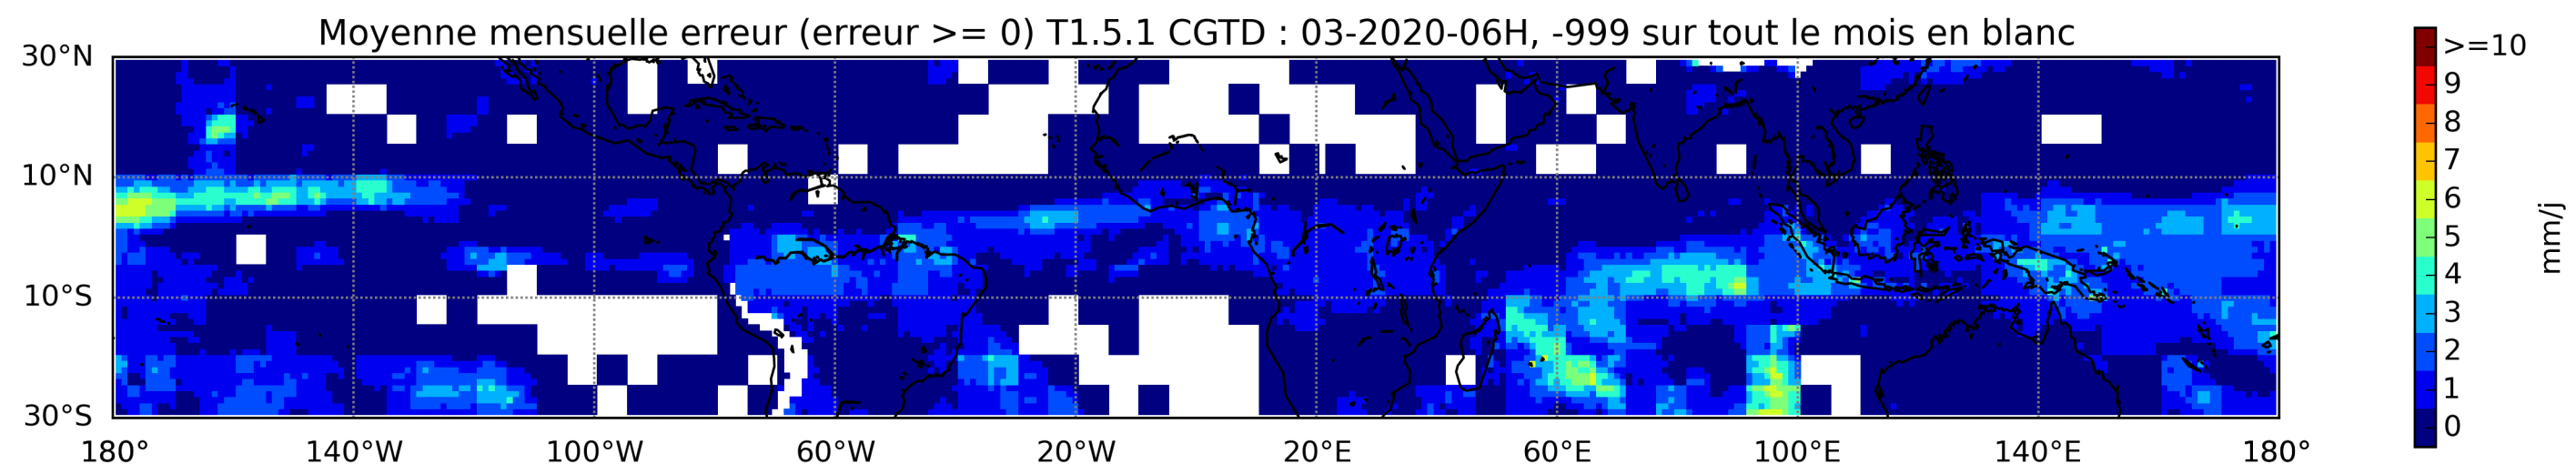 Moyenne mensuelle erreur (erreur >= 0) T1.5.1 CGTD : 03-2020-06H, -999 sur tout le mois en blanc
30°N
10°N
10°S
30°S
180° 140°W 100°W 60°W 20°W 20°E 60°E 100°E 140°E 180°
>=10
9
8
7
6
5
4
3
2
1
0
mm/j